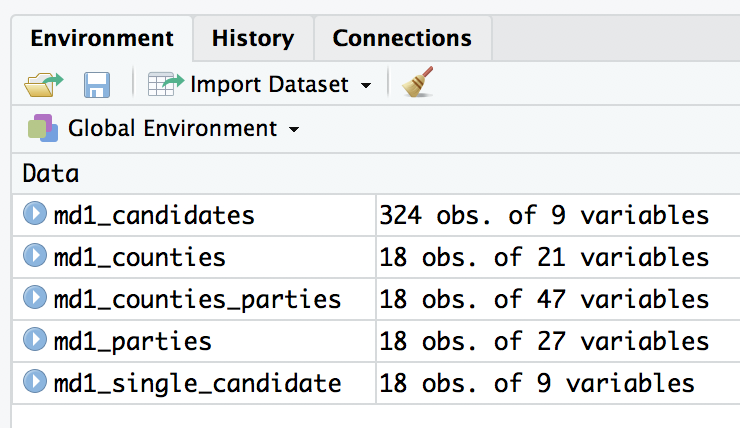 Environment History Connections
Import Dataset
Global Environment
Data
md1_candidates 324 obs. of 9 variables
md1_counties 18 obs. of 21 variables
md1_counties_parties 18 obs. of 47 variables
md1_parties 18 obs. of 27 variables
md1_single_candidate 18 obs. of 9 variables